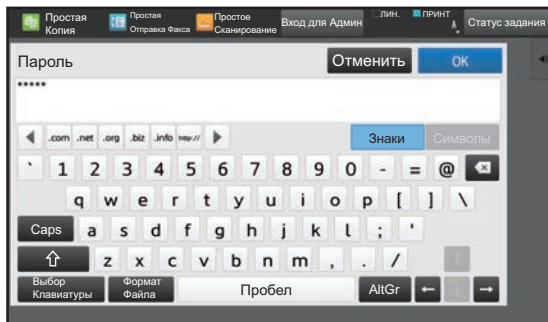 Простая Копия
Простая Отправка Факса
Простое Сканирование
Вход для Админ
ЛИН.
ПРИНТ
Статус задания
Пароль
Отменить
OK
*****
.com .net .org .biz .info http://
Знаки
Символы
` 1 2 3 4 5 6 7 8 9 0 - = @
q w e r t y u i o p [ ] \
Caps a s d f g h j k l ; '
z x c v b n m , . /
Выбор Клавиатуры
Формат Файла
Пробел
AltGr